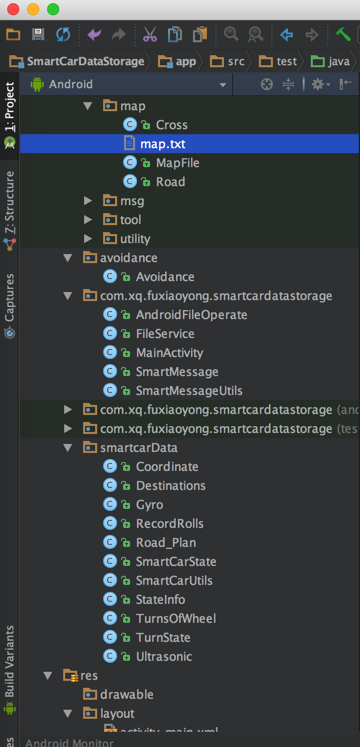 SmartCarDataStorage app src test java
Android
1: Project
Z: Structure
Captures
Build Variants
map
Cross
map.txt
MapFile
Road
msg
tool
utility
avoidance
Avoidance
com.xq.fuxiaoyong.smartcardatastorage
AndroidFileOperate
FileService
MainActivity
SmartMessage
SmartMessageUtils
com.xq.fuxiaoyong.smartcardatastorage (and
com.xq.fuxiaoyong.smartcardatastorage (tes
smartcarData
Coordinate
Destinations
Gyro
RecordRolls
Road_Plan
SmartCarState
SmartCarUtils
StateInfo
TurnsOfWheel
TurnState
Ultrasonic
res
drawable
layout
activity_main.xml
Android Monitor